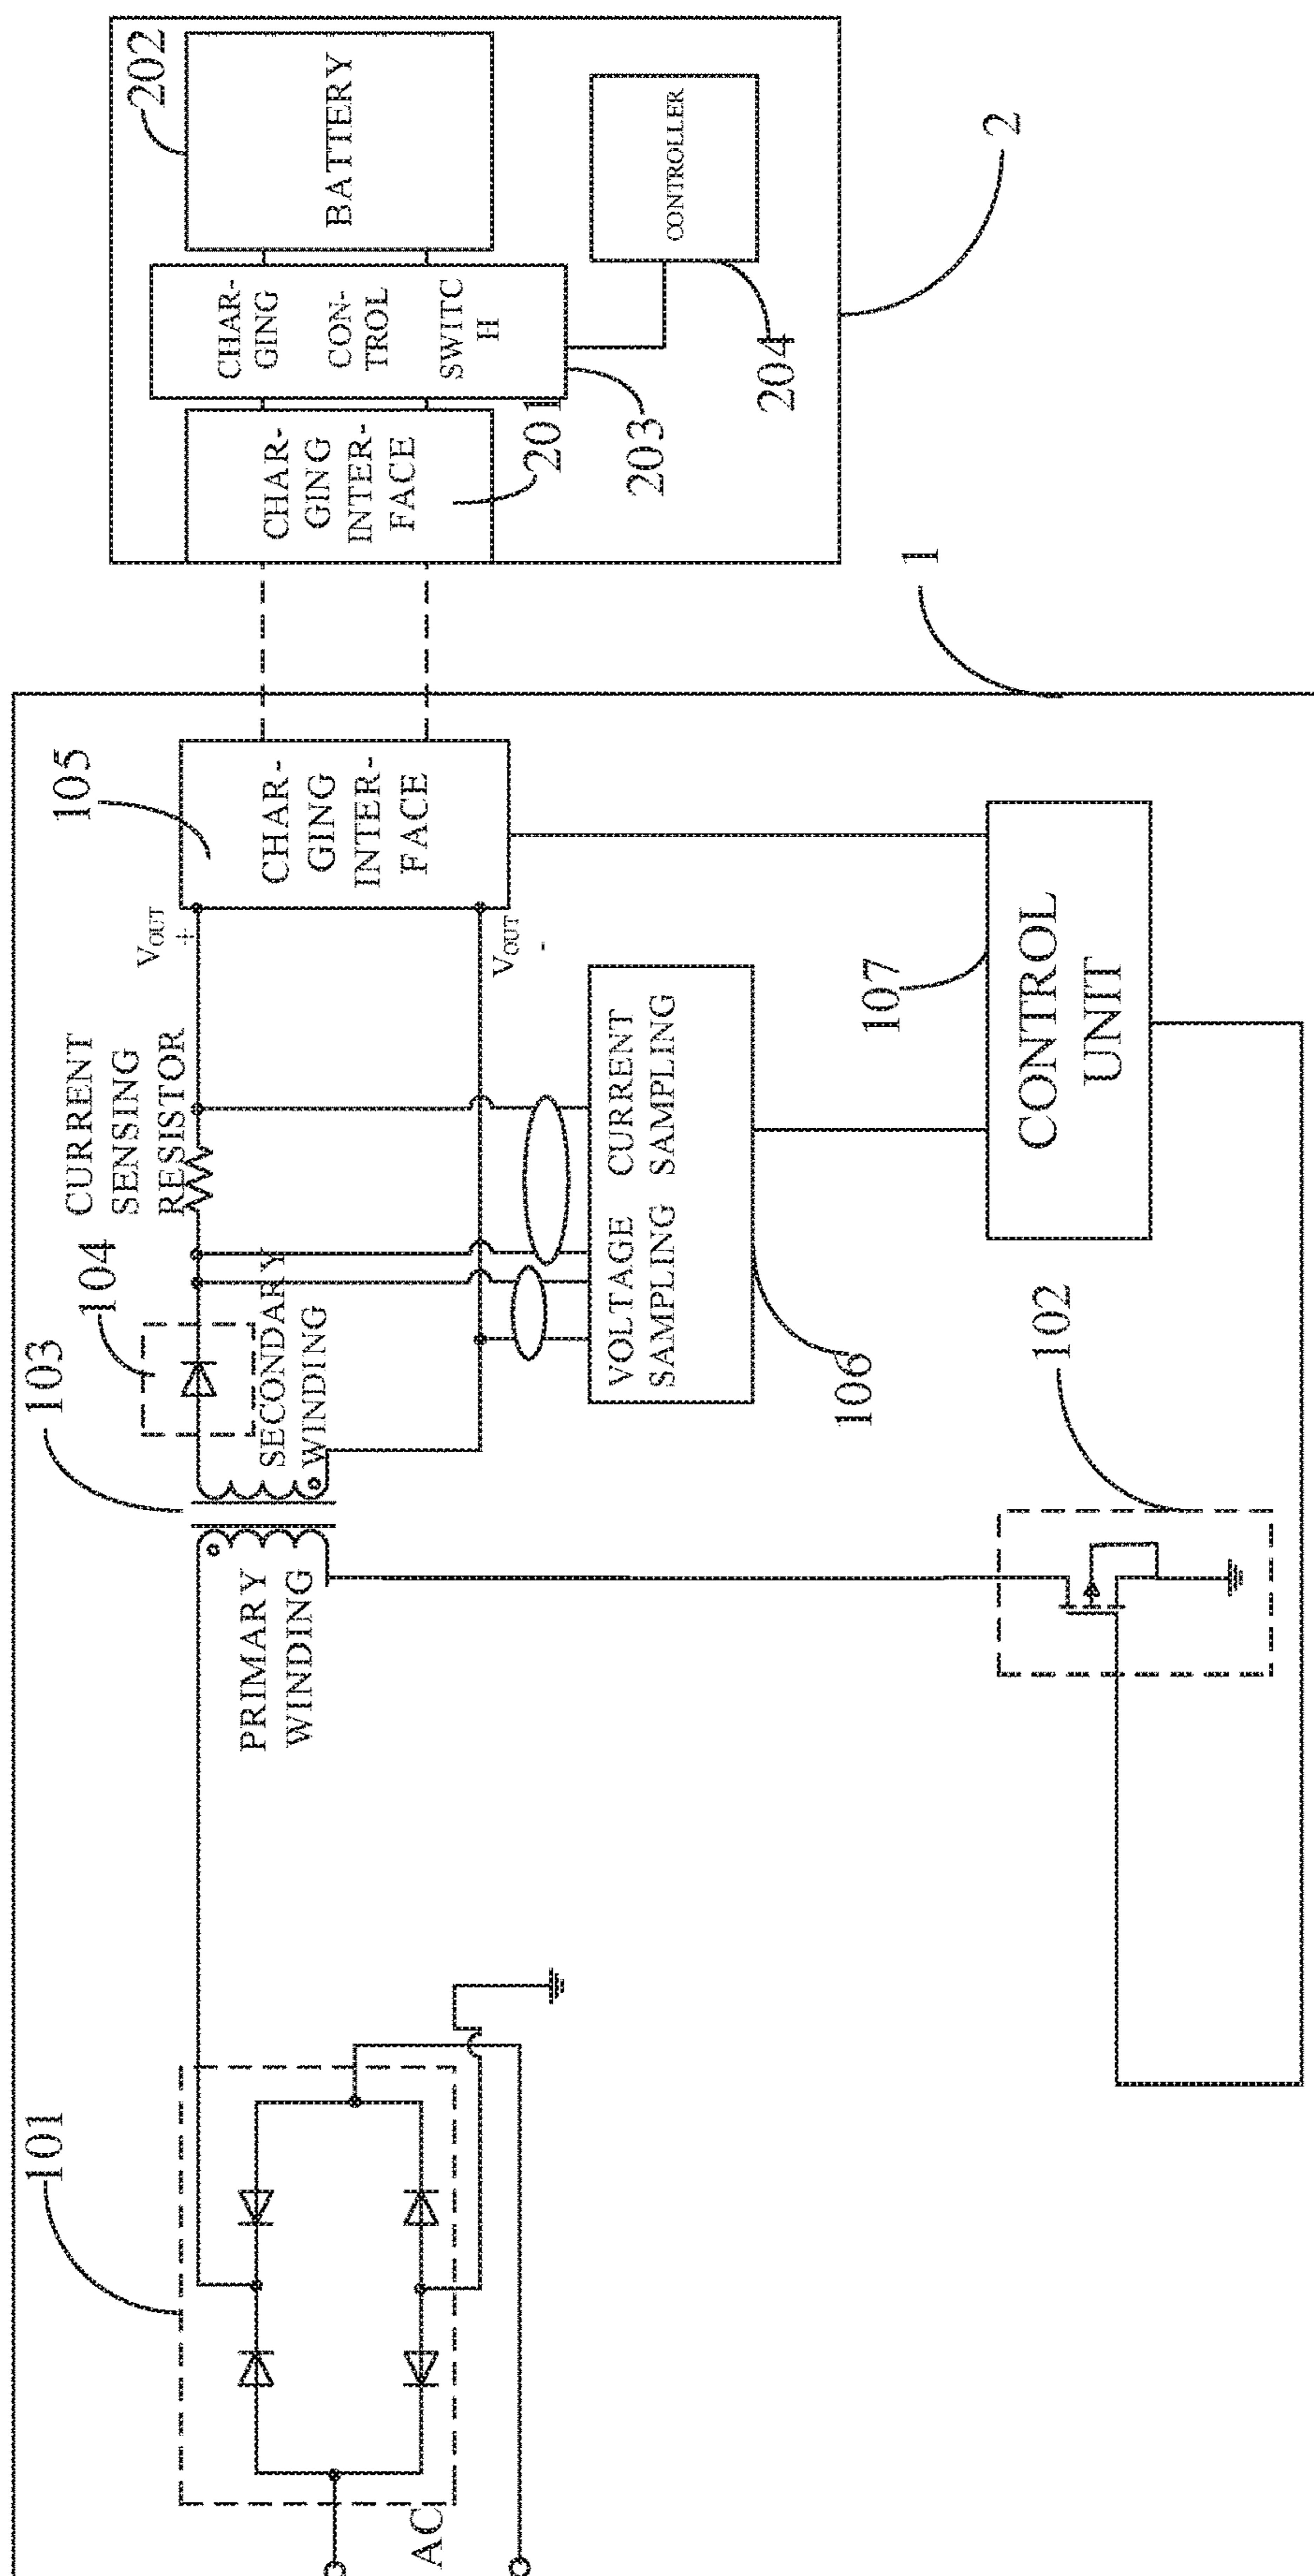 101
AC
PRIMARY
WINDING
103
104
SECONDARY
WINDING
CURRENT
SENSING
RESISTOR
VOUT
+
VOUT
-
105
CHAR-
GING
INTER-
FACE
VOLTAGE
SAMPLING
CURRENT
SAMPLING
106
102
107
CONTROL
UNIT
1
CHAR-
GING
INTER-
FACE
201
CHAR-
GING
CON-
TROL
SWITC
H
203
BATTERY
202
CONTROLLER
204
2